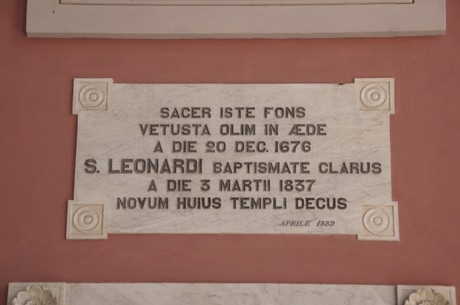 SACER ISTE FONS
VETUSTA OLIM IN ÆDE
A DIE 20 DEC. 1676
S. LEONARDI BAPTISMATE CLARUS
A DIE 3 MARTII 1837
NOVUM HUIUS TEMPLI DECUS
APRILE 1889